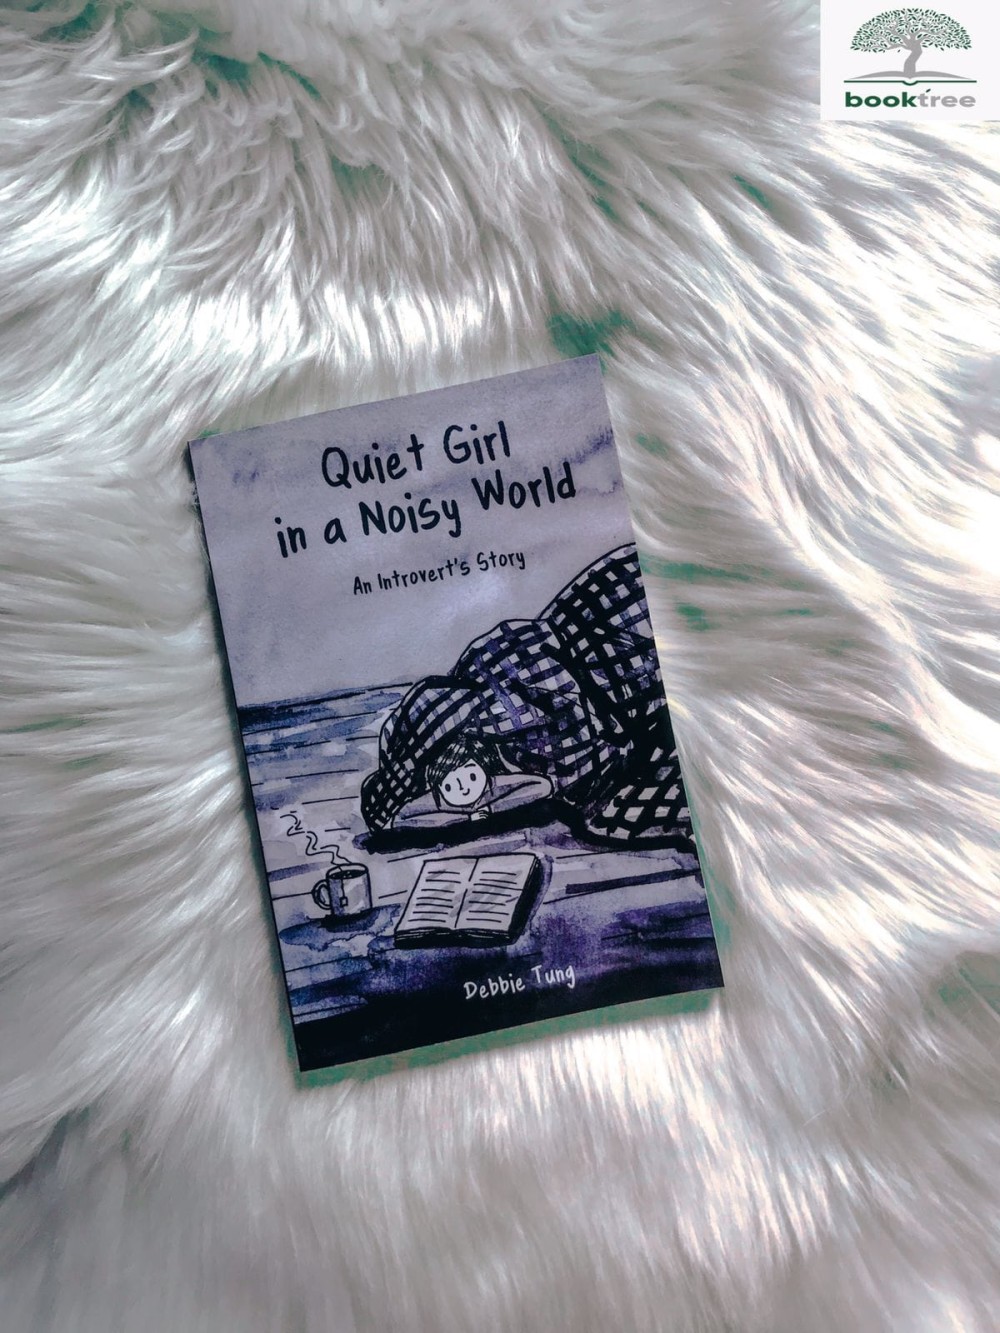 booktree
Quiet Girl
in a Noisy World
An Introvert's Story
Debbie Tung